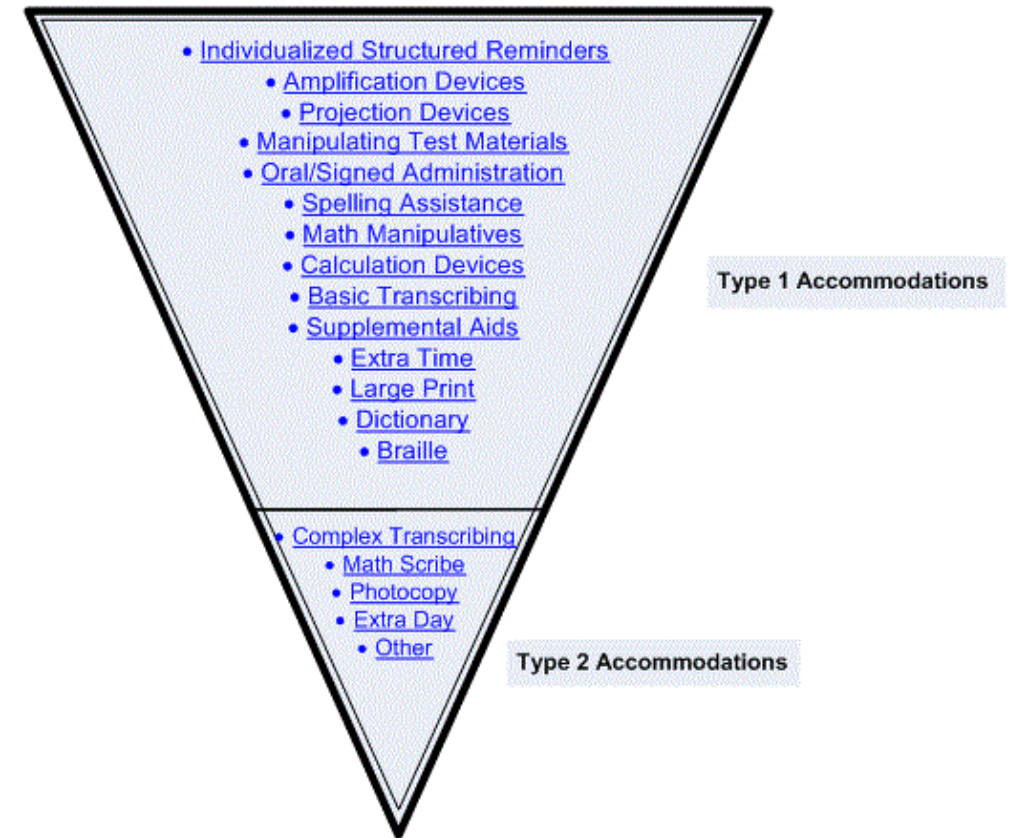 • Individualized Structured Reminders
• Amplification Devices
• Projection Devices
• Manipulating Test Materials
• Oral/Signed Administration
• Spelling Assistance
• Math Manipulatives
• Calculation Devices
• Basic Transcribing
• Supplemental Aids
• Extra Time
• Large Print
• Dictionary
• Braille
Type 1 Accommodations
• Complex Transcribing
• Math Scribe
• Photocopy
• Extra Day
• Other
Type 2 Accommodations